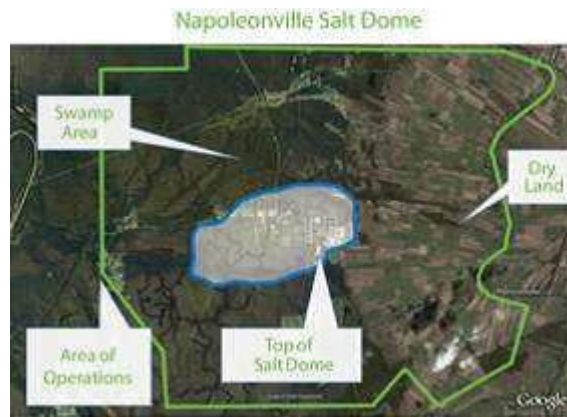 Napoleonville Salt Dome
Swamp
Area
Dry
Land
Area of
Operations
Top of
Salt Dome
Google